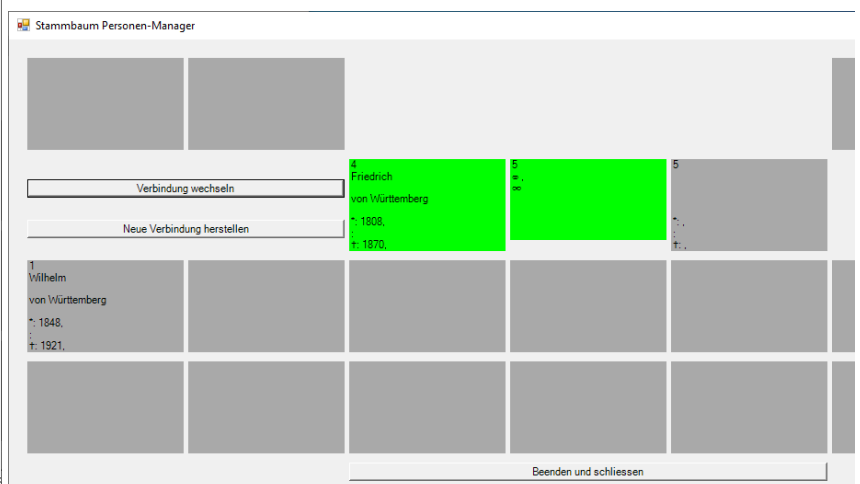 Stammbaum Personen-Manager
Verbindung wechseln
Neue Verbindung herstellen
4
Friedrich
von Württemberg
*: 1808,
:
†: 1870,
5
⚭ ,
⚮
5
*: ,
:
†: ,
1
Wilhelm
von Württemberg
*: 1848,
:
†: 1921,
Beenden und schliessen